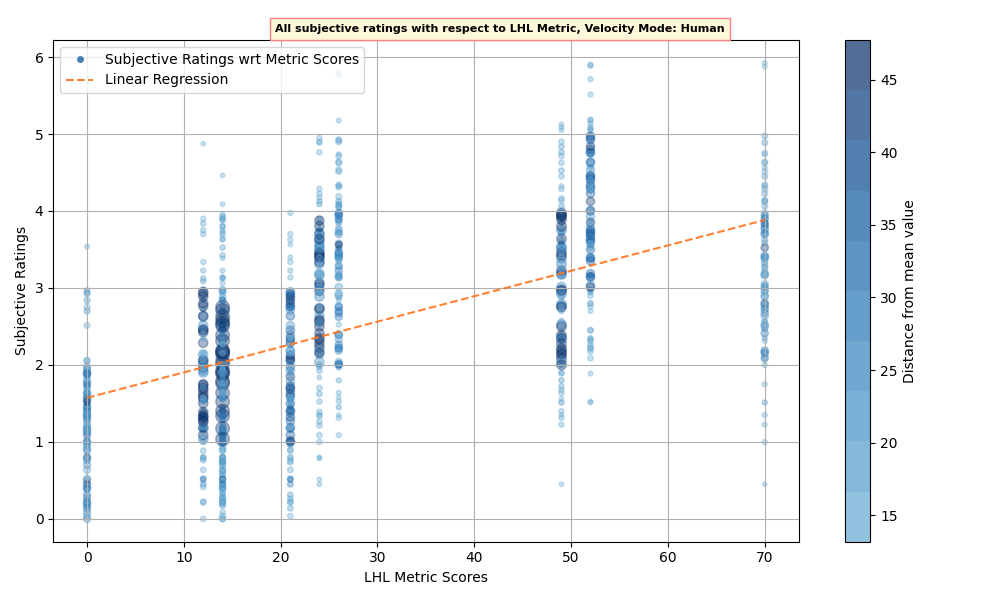 All subjective ratings with respect to LHL Metric, Velocity Mode: Human
Subjective Ratings wrt Metric Scores
Linear Regression
6
5
4
3
2
1
0
Subjective Ratings
0 10 20 30 40 50 60 70
LHL Metric Scores
45
40
35
30
25
20
15
Distance from mean value